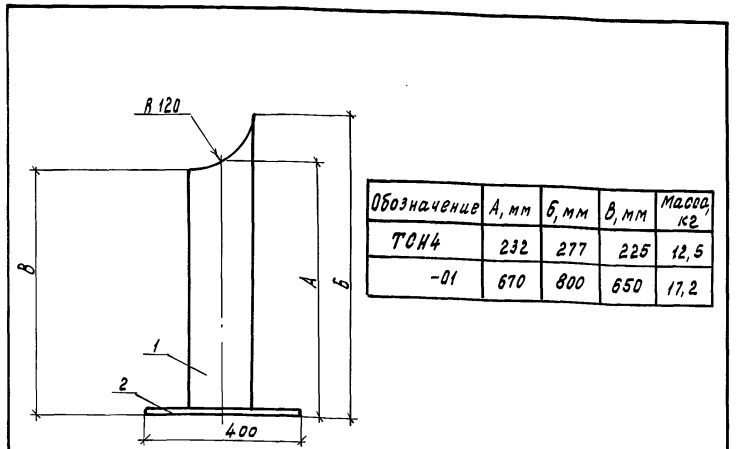 R 120
Обозначение А, мм Б, мм В, мм Масса, кг
ТСН4 232 277 225 12,5
-01 670 800 650 17,2
В
А
Б
1
2
400